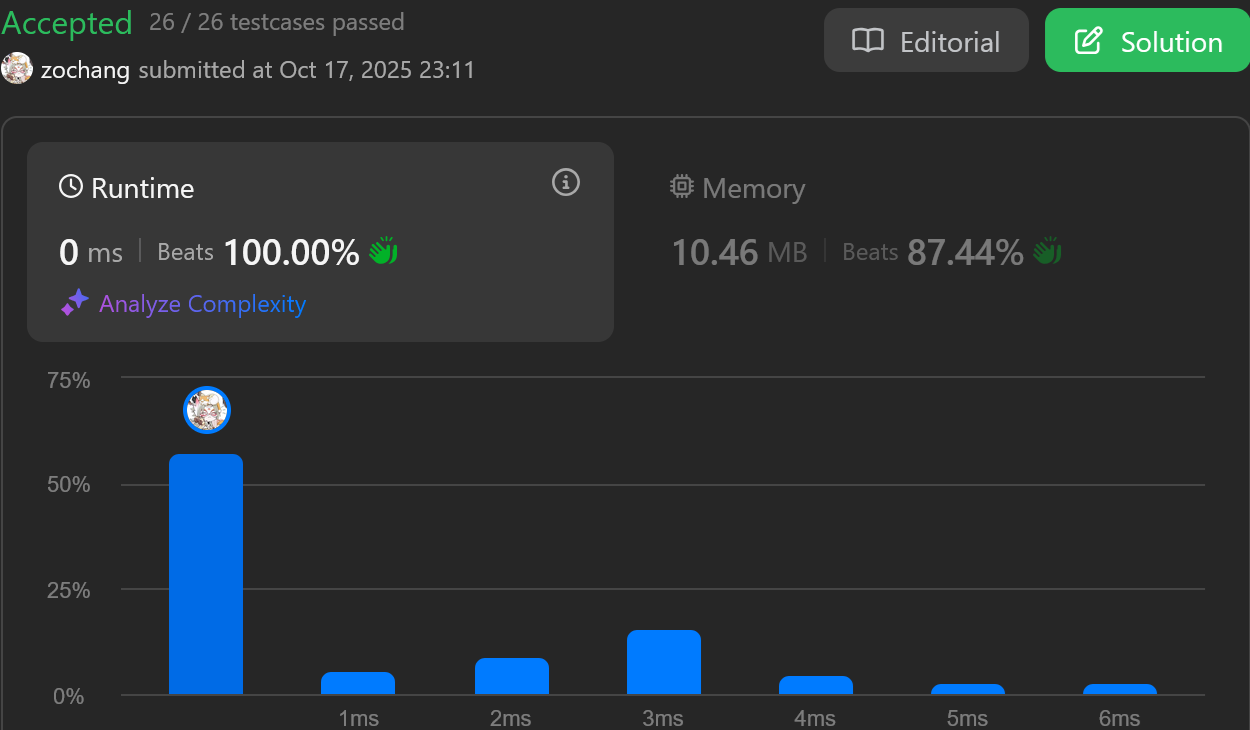 Accepted 26 / 26 testcases passed
Editorial
Solution
zochang submitted at Oct 17, 2025 23:11
Runtime
0 ms | Beats 100.00%
Analyze Complexity
Memory
10.46 MB | Beats 87.44%
75%
50%
25%
0%
1ms 2ms 3ms 4ms 5ms 6ms